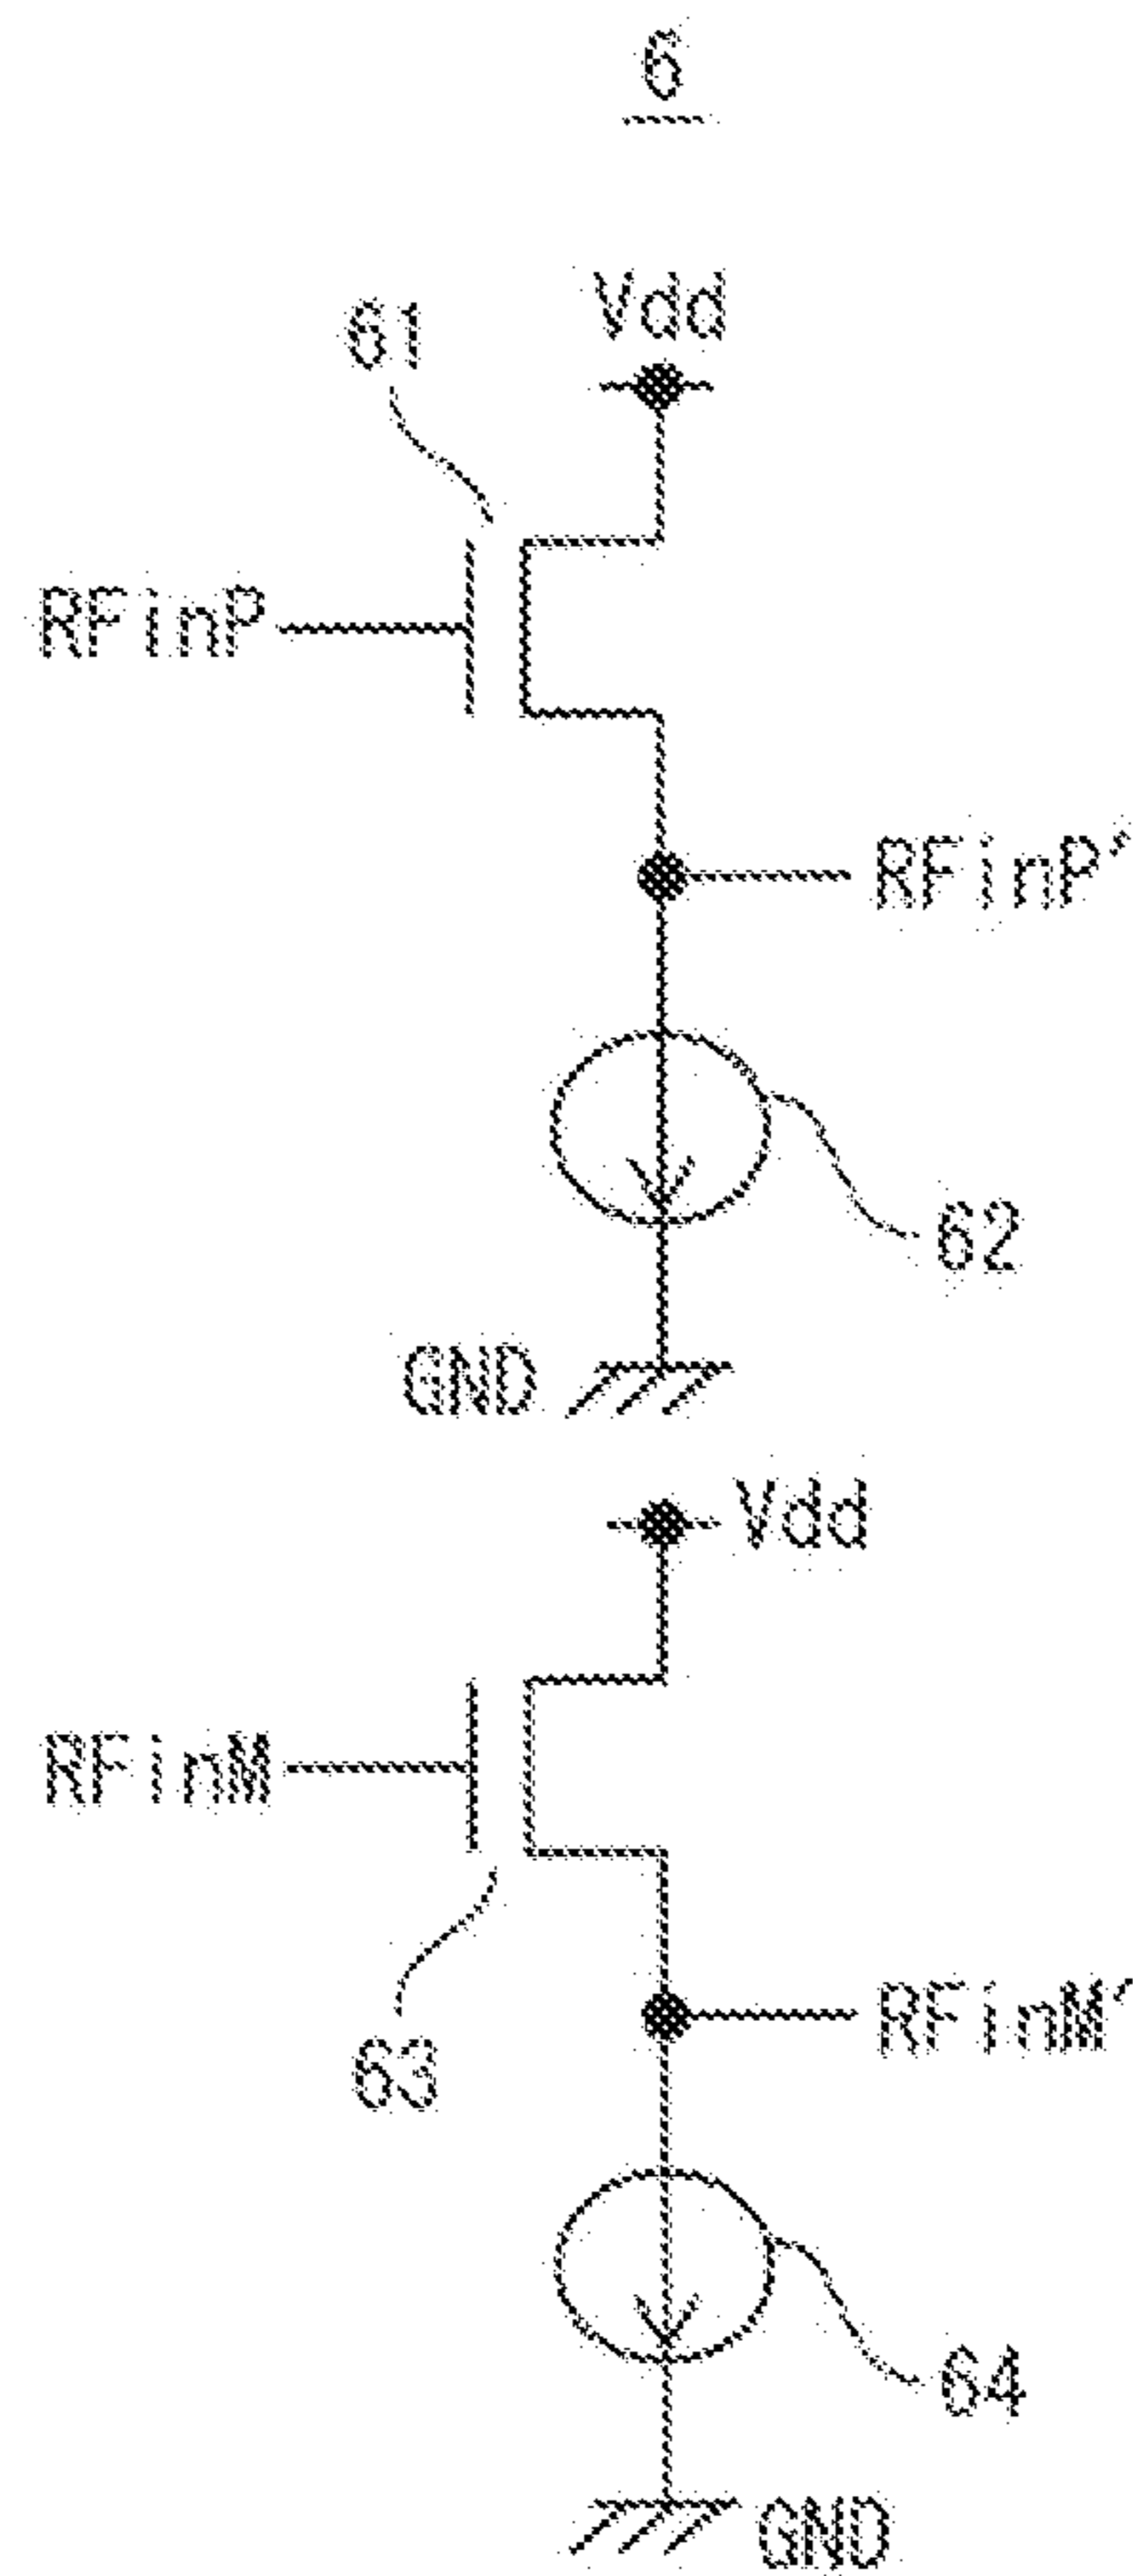 6
Vdd
61
RFinP
RFinP'
62
GND
Vdd
RFinM
RFinM'
63
64
GND